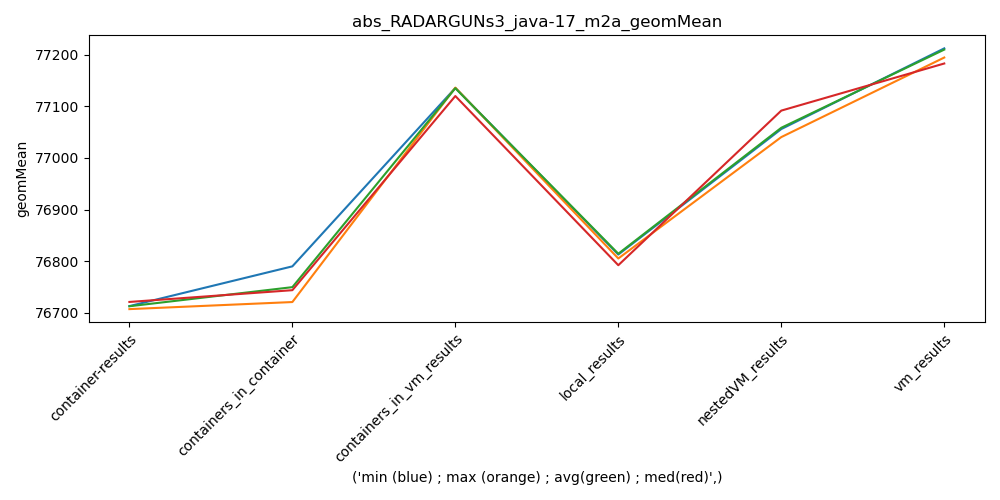 abs_RADARGUNs3_java-17_m2a_geomMean
77200
77100
77000
76900
76800
76700
geomMean
container-results
containers_in_container
containers_in_vm_results
local_results
nestedVM_results
vm_results
('min (blue) ; max (orange) ; avg(green) ; med(red)',)